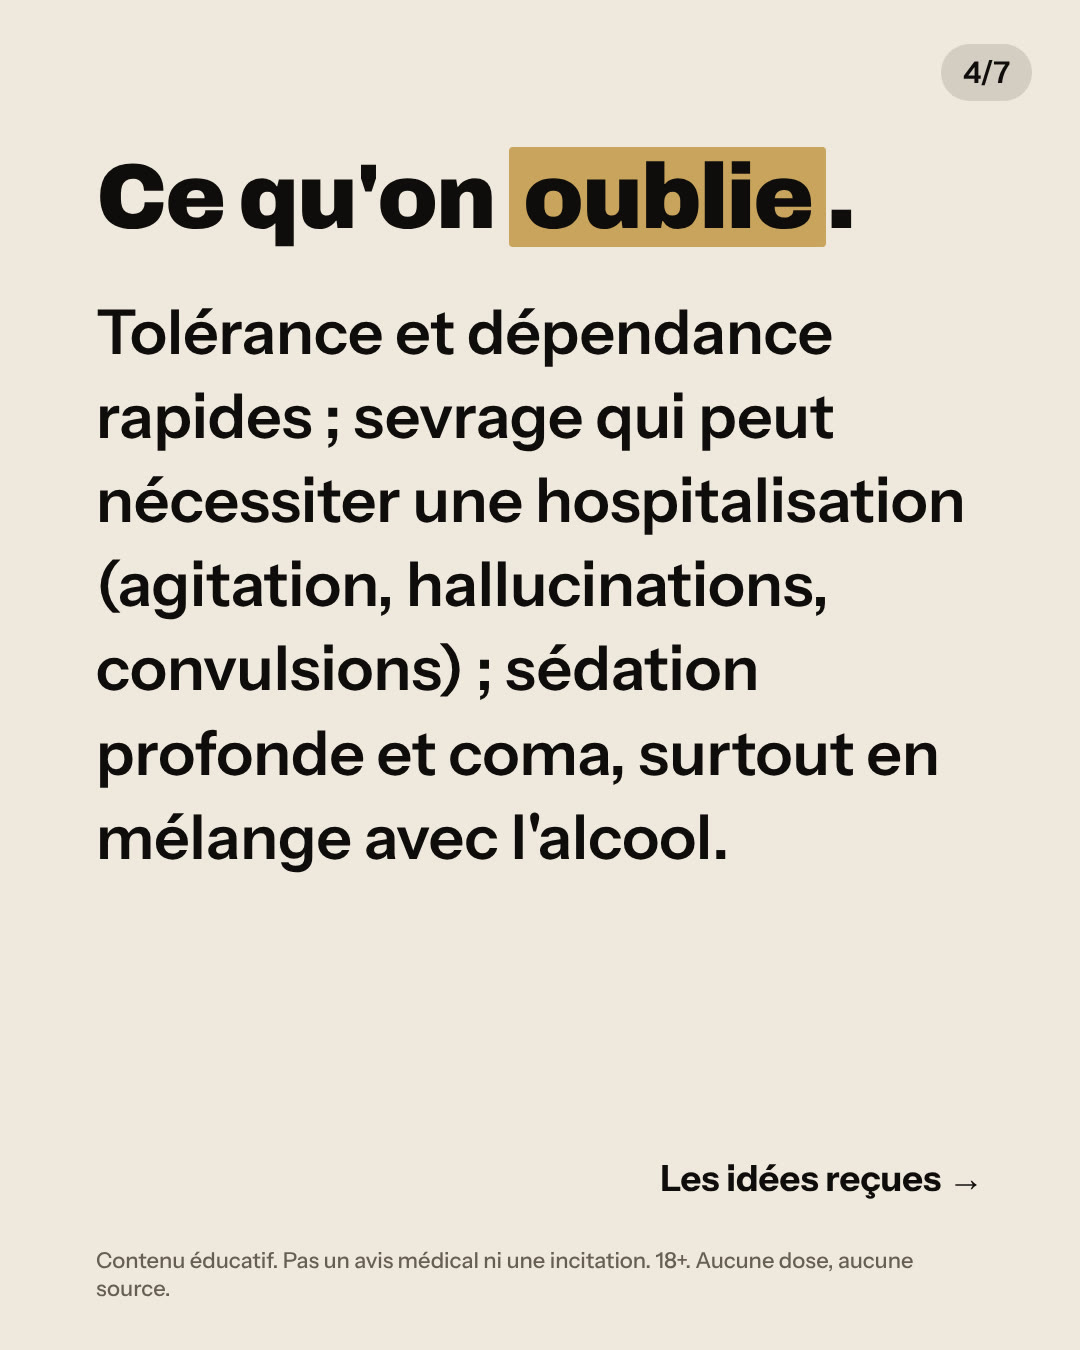 4/7
Ce qu'on oublie.
Tolérance et dépendance
rapides ; sevrage qui peut
nécessiter une hospitalisation
(agitation, hallucinations,
convulsions) ; sédation
profonde et coma, surtout en
mélange avec l'alcool.
Les idées reçues →
Contenu éducatif. Pas un avis médical ni une incitation. 18+. Aucune dose, aucune
source.